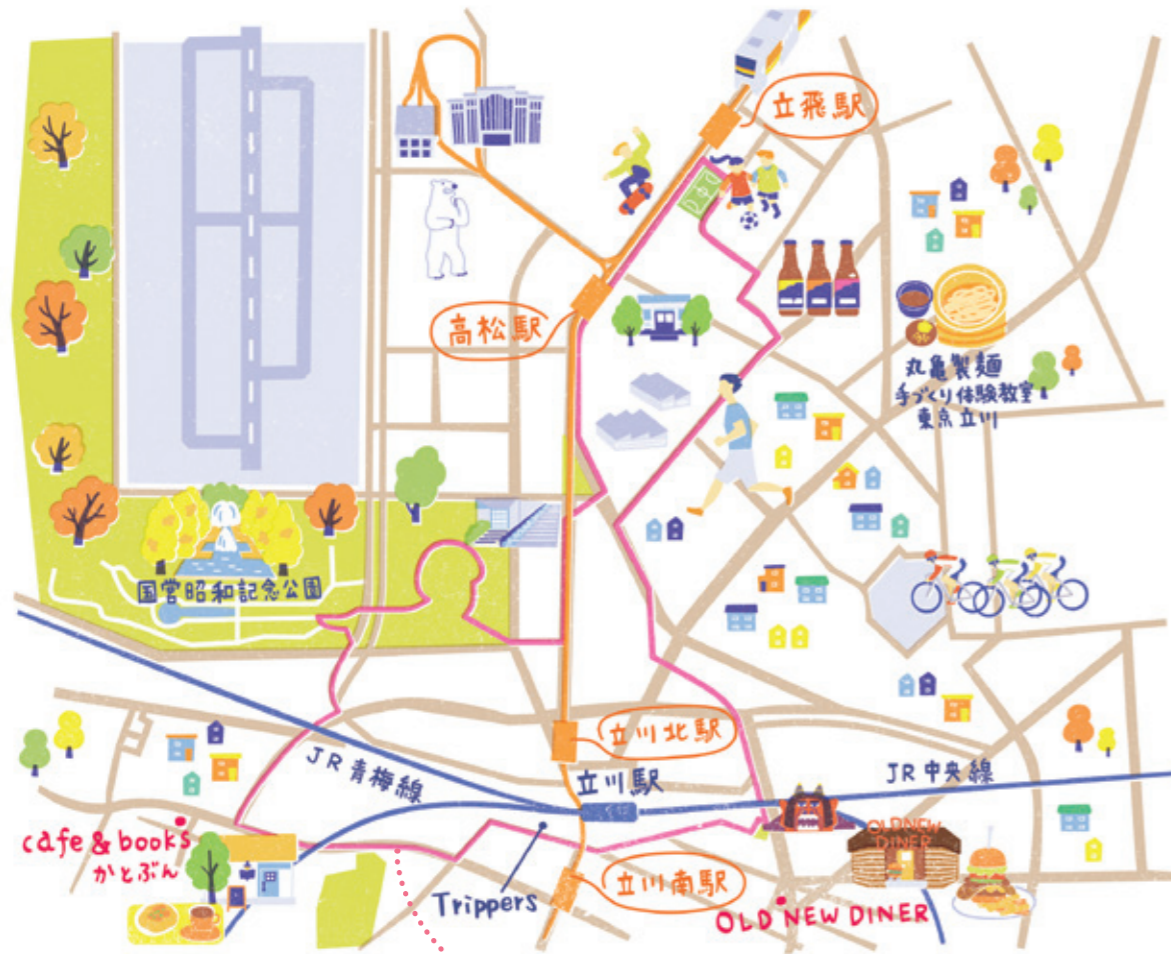 立飛駅
高松駅
丸亀製麺
手づくり体験教室
東京立川
国営昭和記念公園
立川北駅
JR青梅線
立川駅
JR中央線
cafe & books
かとぶん
OLD NEW
DINER
Trippers
立川南駅
OLD NEW DINER